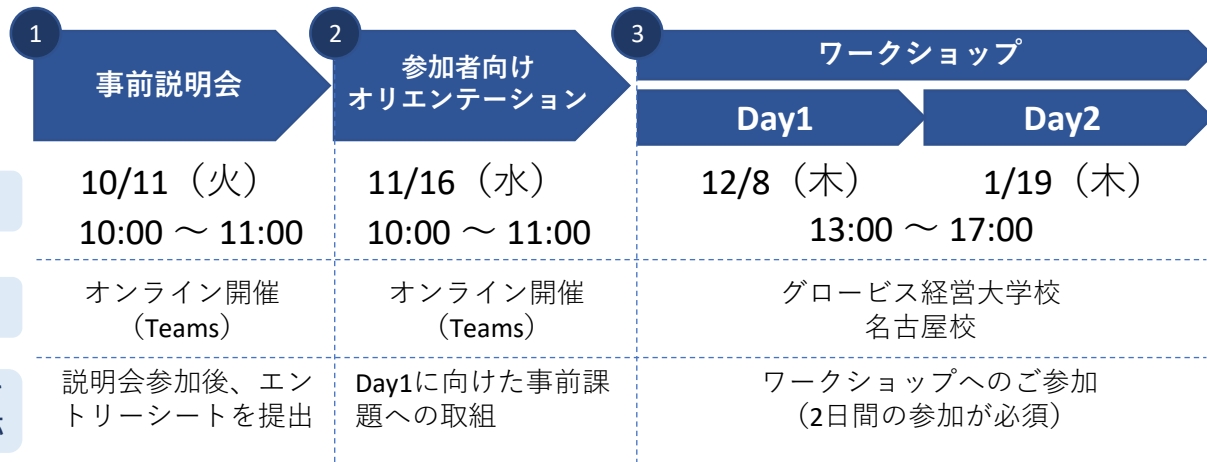 1
事前説明会
2
参加者向け
オリエンテーション
3
ワークショップ
Day1
Day2
10/11（火）
10:00 ～ 11:00
11/16（水）
10:00 ～ 11:00
12/8（木）
1/19（木）
13:00 ～ 17:00
オンライン開催
（Teams）
オンライン開催
（Teams）
グロービス経営大学校
名古屋校
説明会参加後、エン
トリーシートを提出
Day1に向けた事前課
題への取組
ワークショップへのご参加
（2日間の参加が必須）